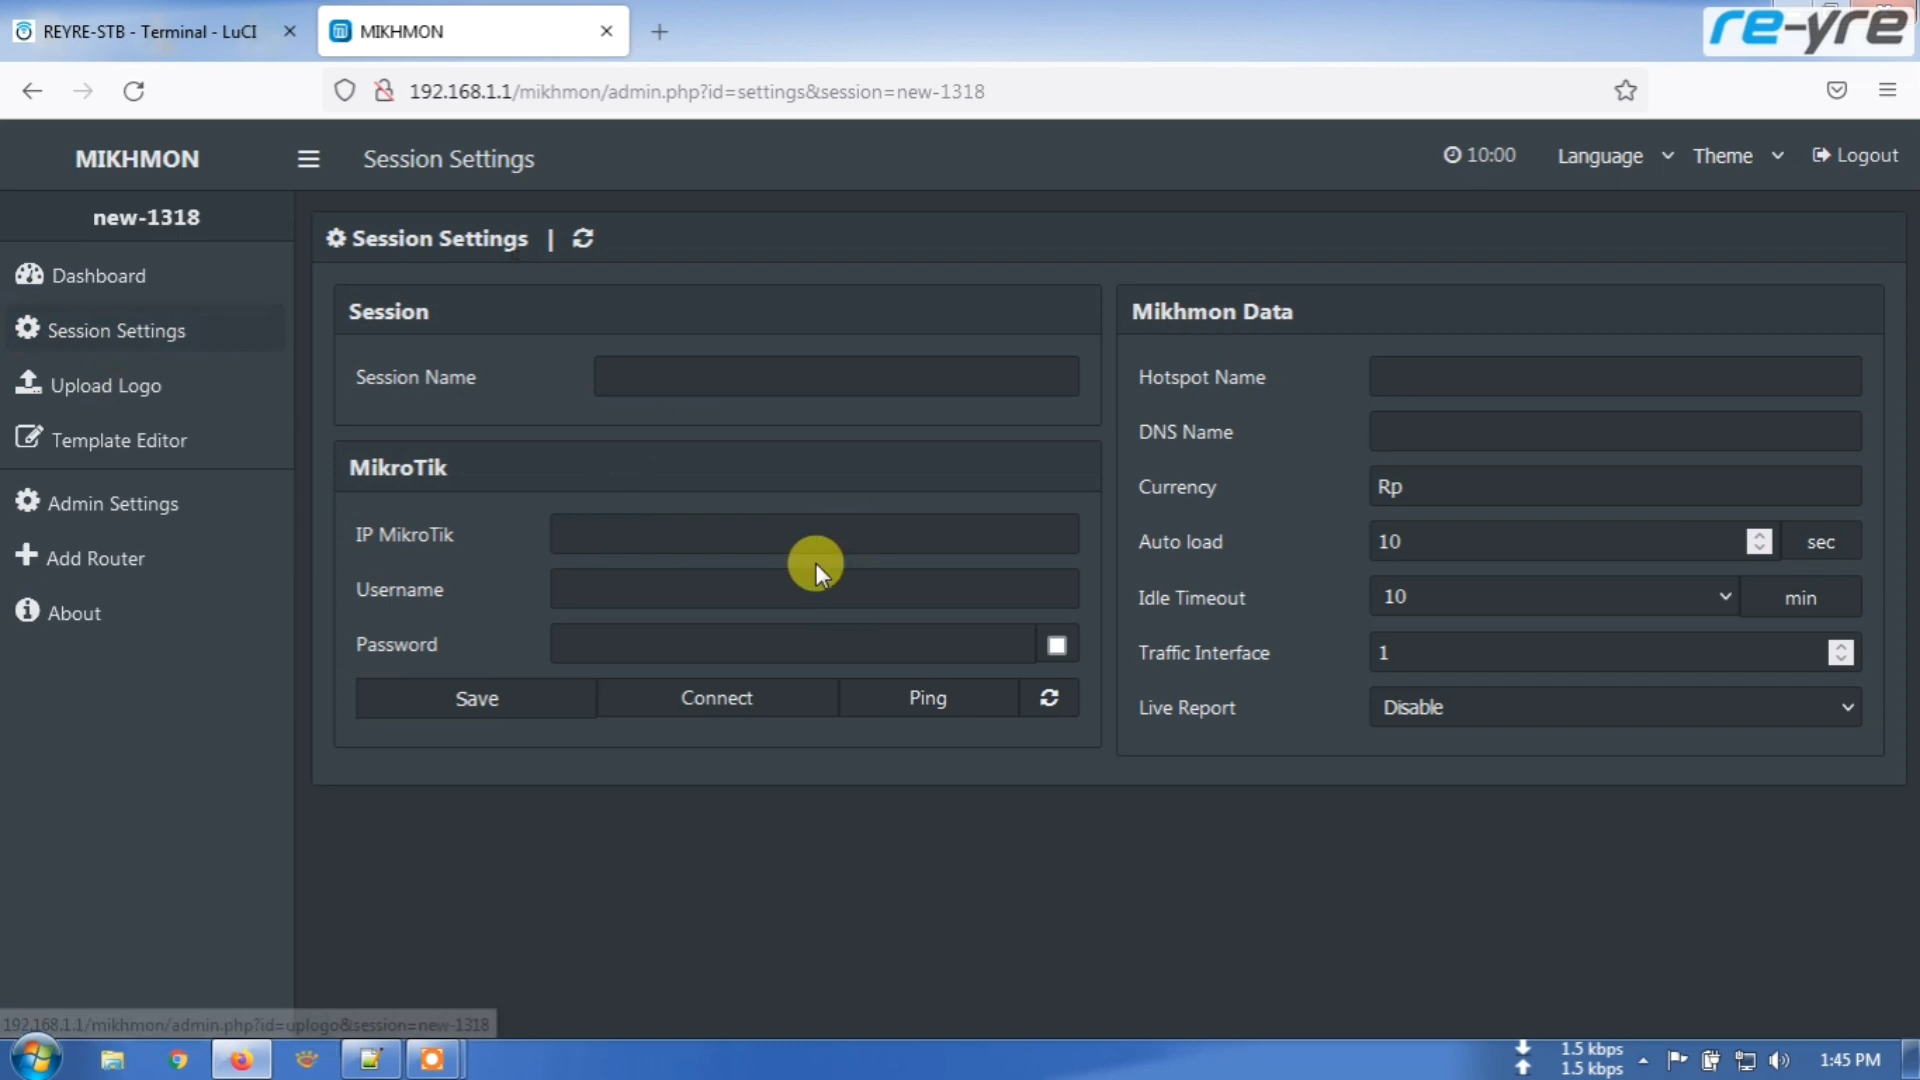 REYRE-STB - Terminal - LuCI
MIKHMON
re-yre
192.168.1.1/mikhmon/admin.php?id=settings&session=new-1318
MIKHMON
Session Settings
10:00
Language
Theme
Logout
new-1318
Dashboard
Session Settings
Upload Logo
Template Editor
Admin Settings
Add Router
About
Session Settings |
Session
Session Name
MikroTik
IP MikroTik
Username
Password
Save
Connect
Ping
Mikhmon Data
Hotspot Name
DNS Name
Currency
Rp
Auto load
10
sec
Idle Timeout
10
min
Traffic Interface
1
Live Report
Disable
192.168.1.1/mikhmon/admin.php?id=uplogo&session=new-1318
1.5 kbps
1.5 kbps
1:45 PM